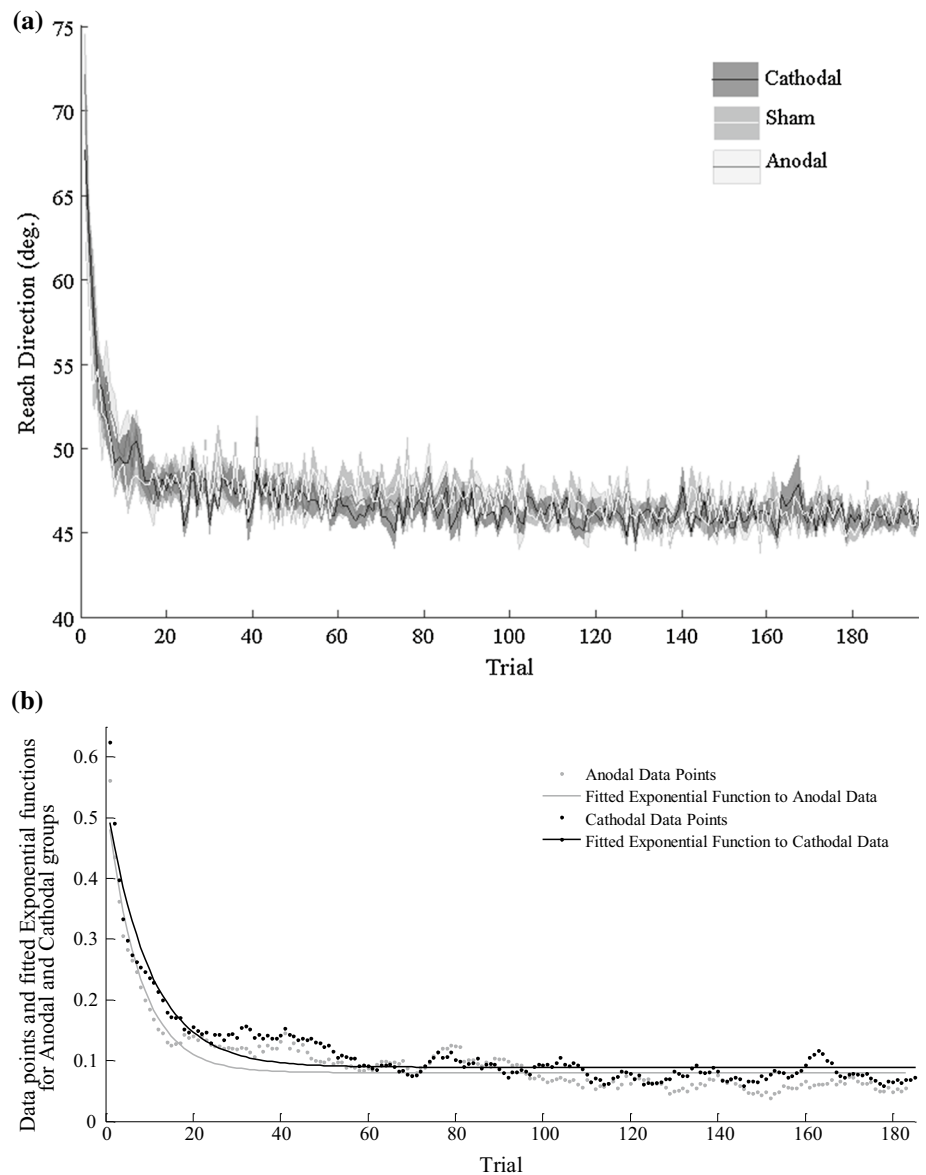 (a)
75
70
65
60
55
50
45
40
Reach Direction (deg.)
Cathodal
Sham
Anodal
0 20 40 60 80 100 120 140 160 180
Trial
(b)
Data points and fitted Exponential functions
for Anodal and Cathodal groups
0.6
0.5
0.4
0.3
0.2
0.1
0
Anodal Data Points
Fitted Exponential Function to Anodal Data
Cathodal Data Points
Fitted Exponential Function to Cathodal Data
0 20 40 60 80 100 120 140 160 180
Trial